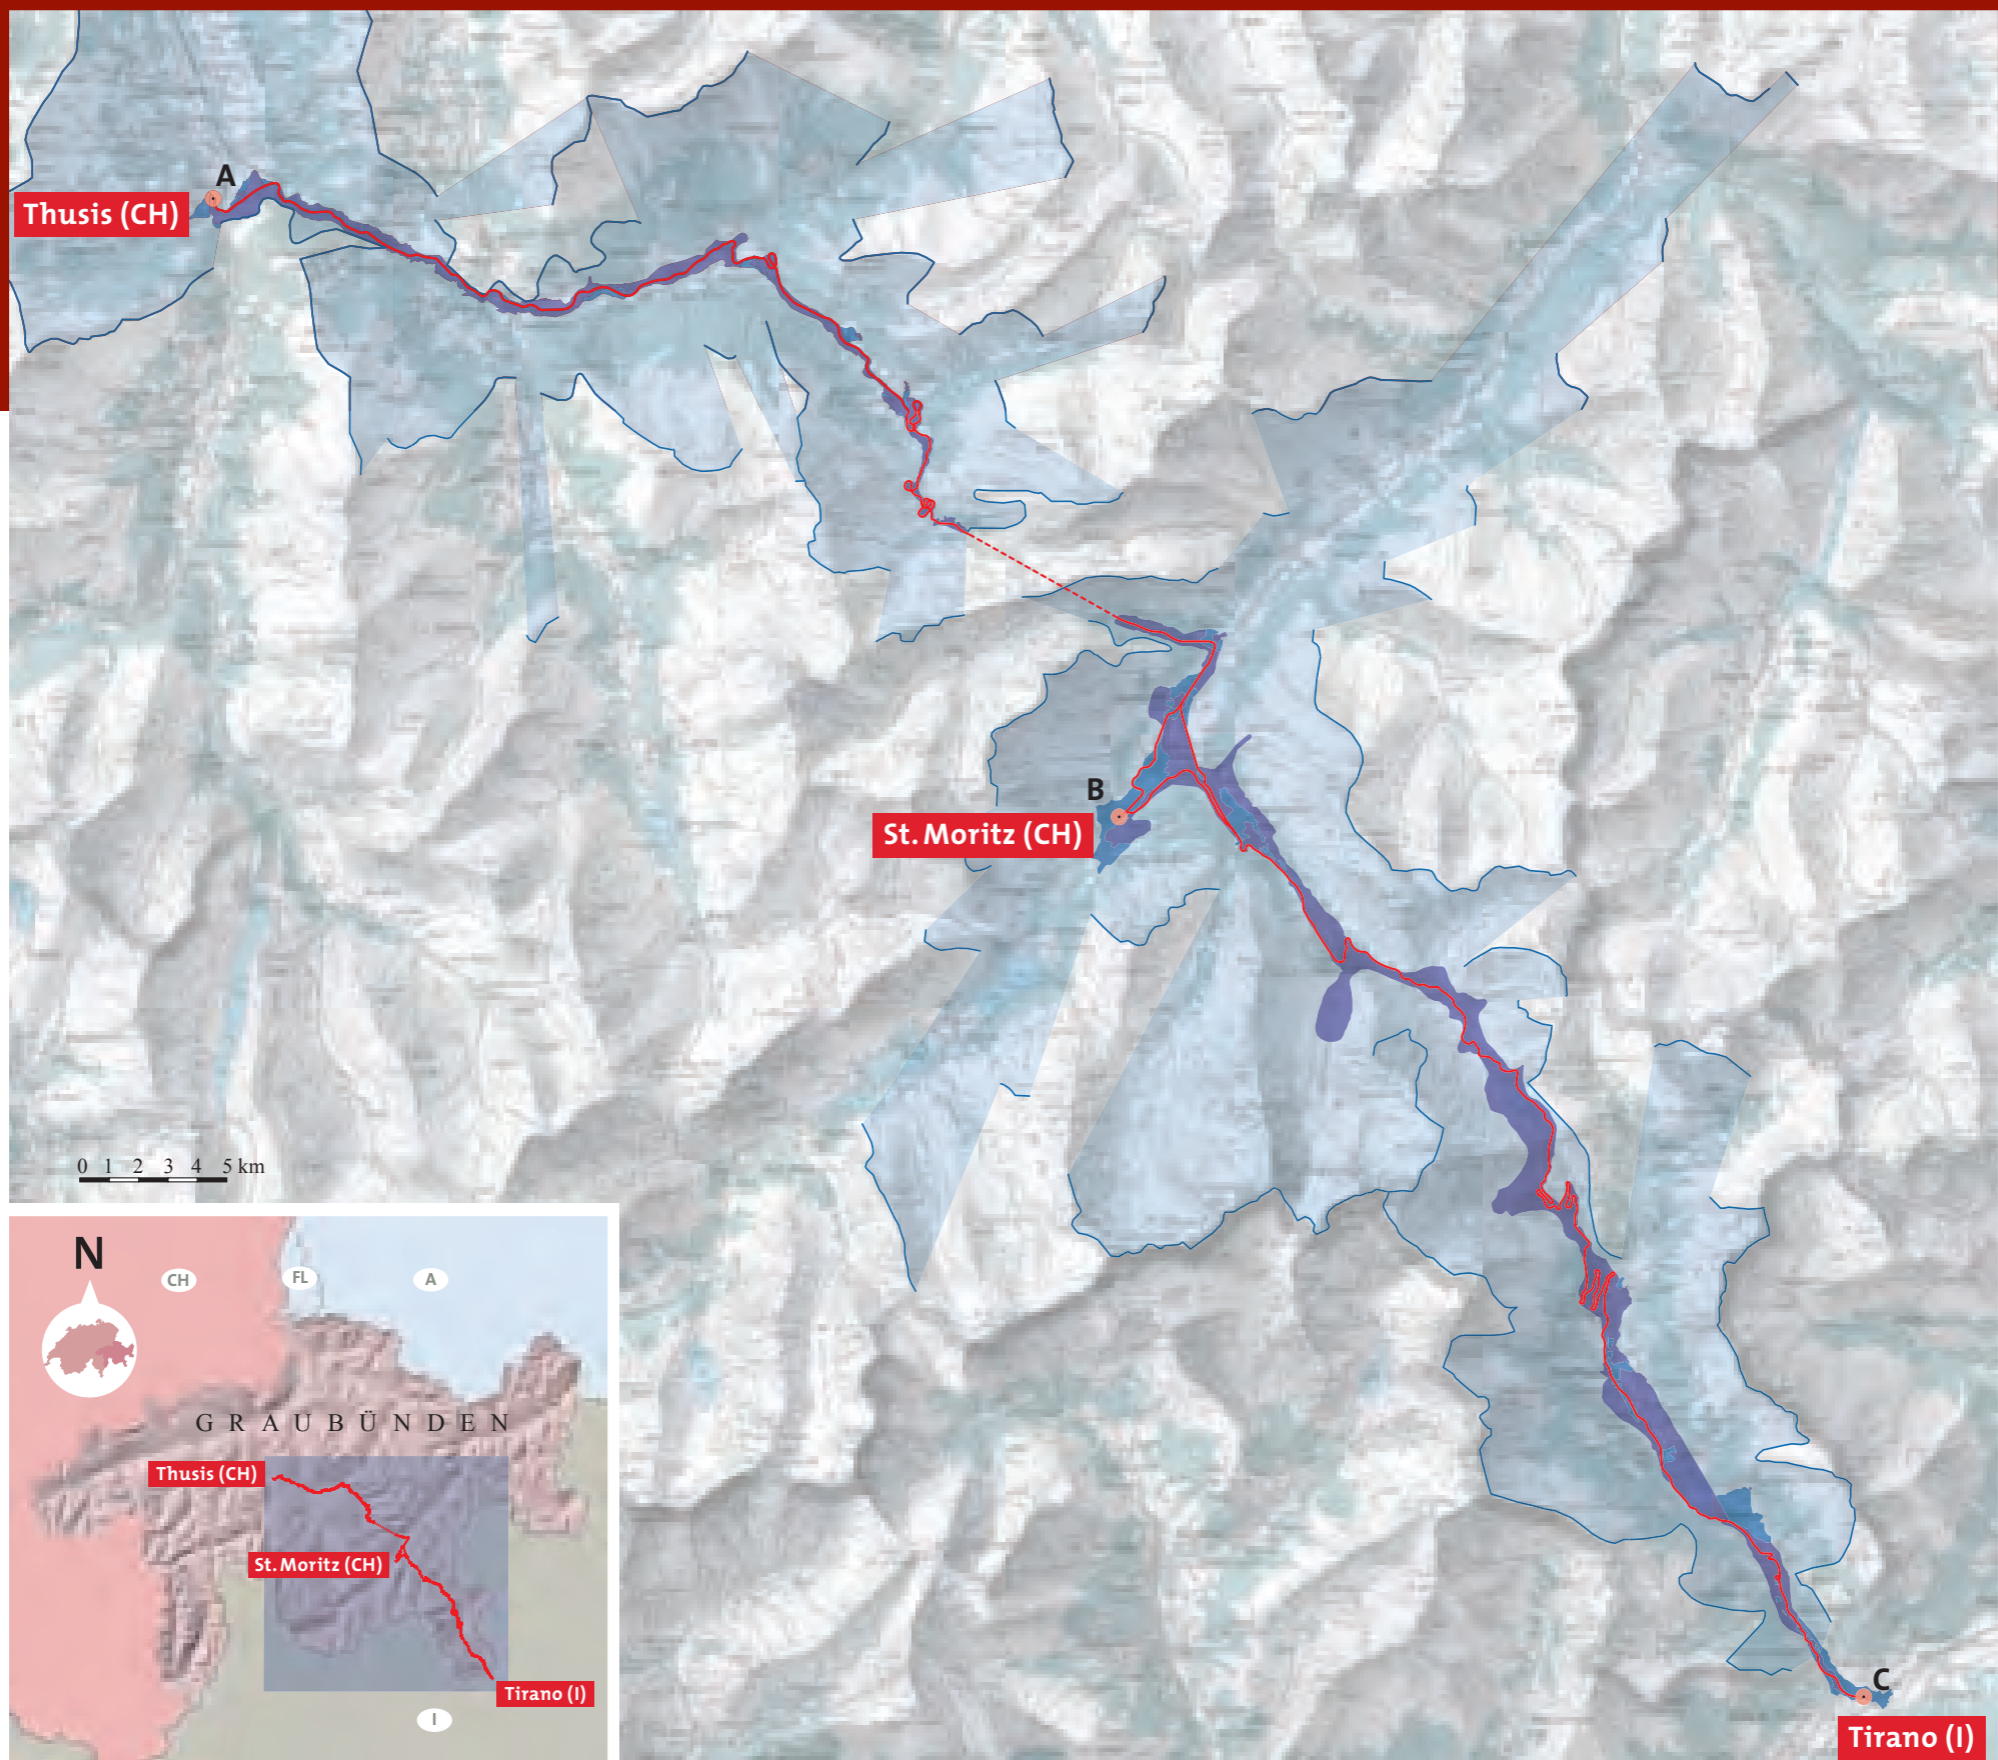 A
Thusis (CH)
B
St. Moritz (CH)
0 1 2 3 4 5 km
N
CH
FL
A
GRAUBÜNDEN
Thusis (CH)
St. Moritz (CH)
Tirano (I)
I
C
Tirano (I)